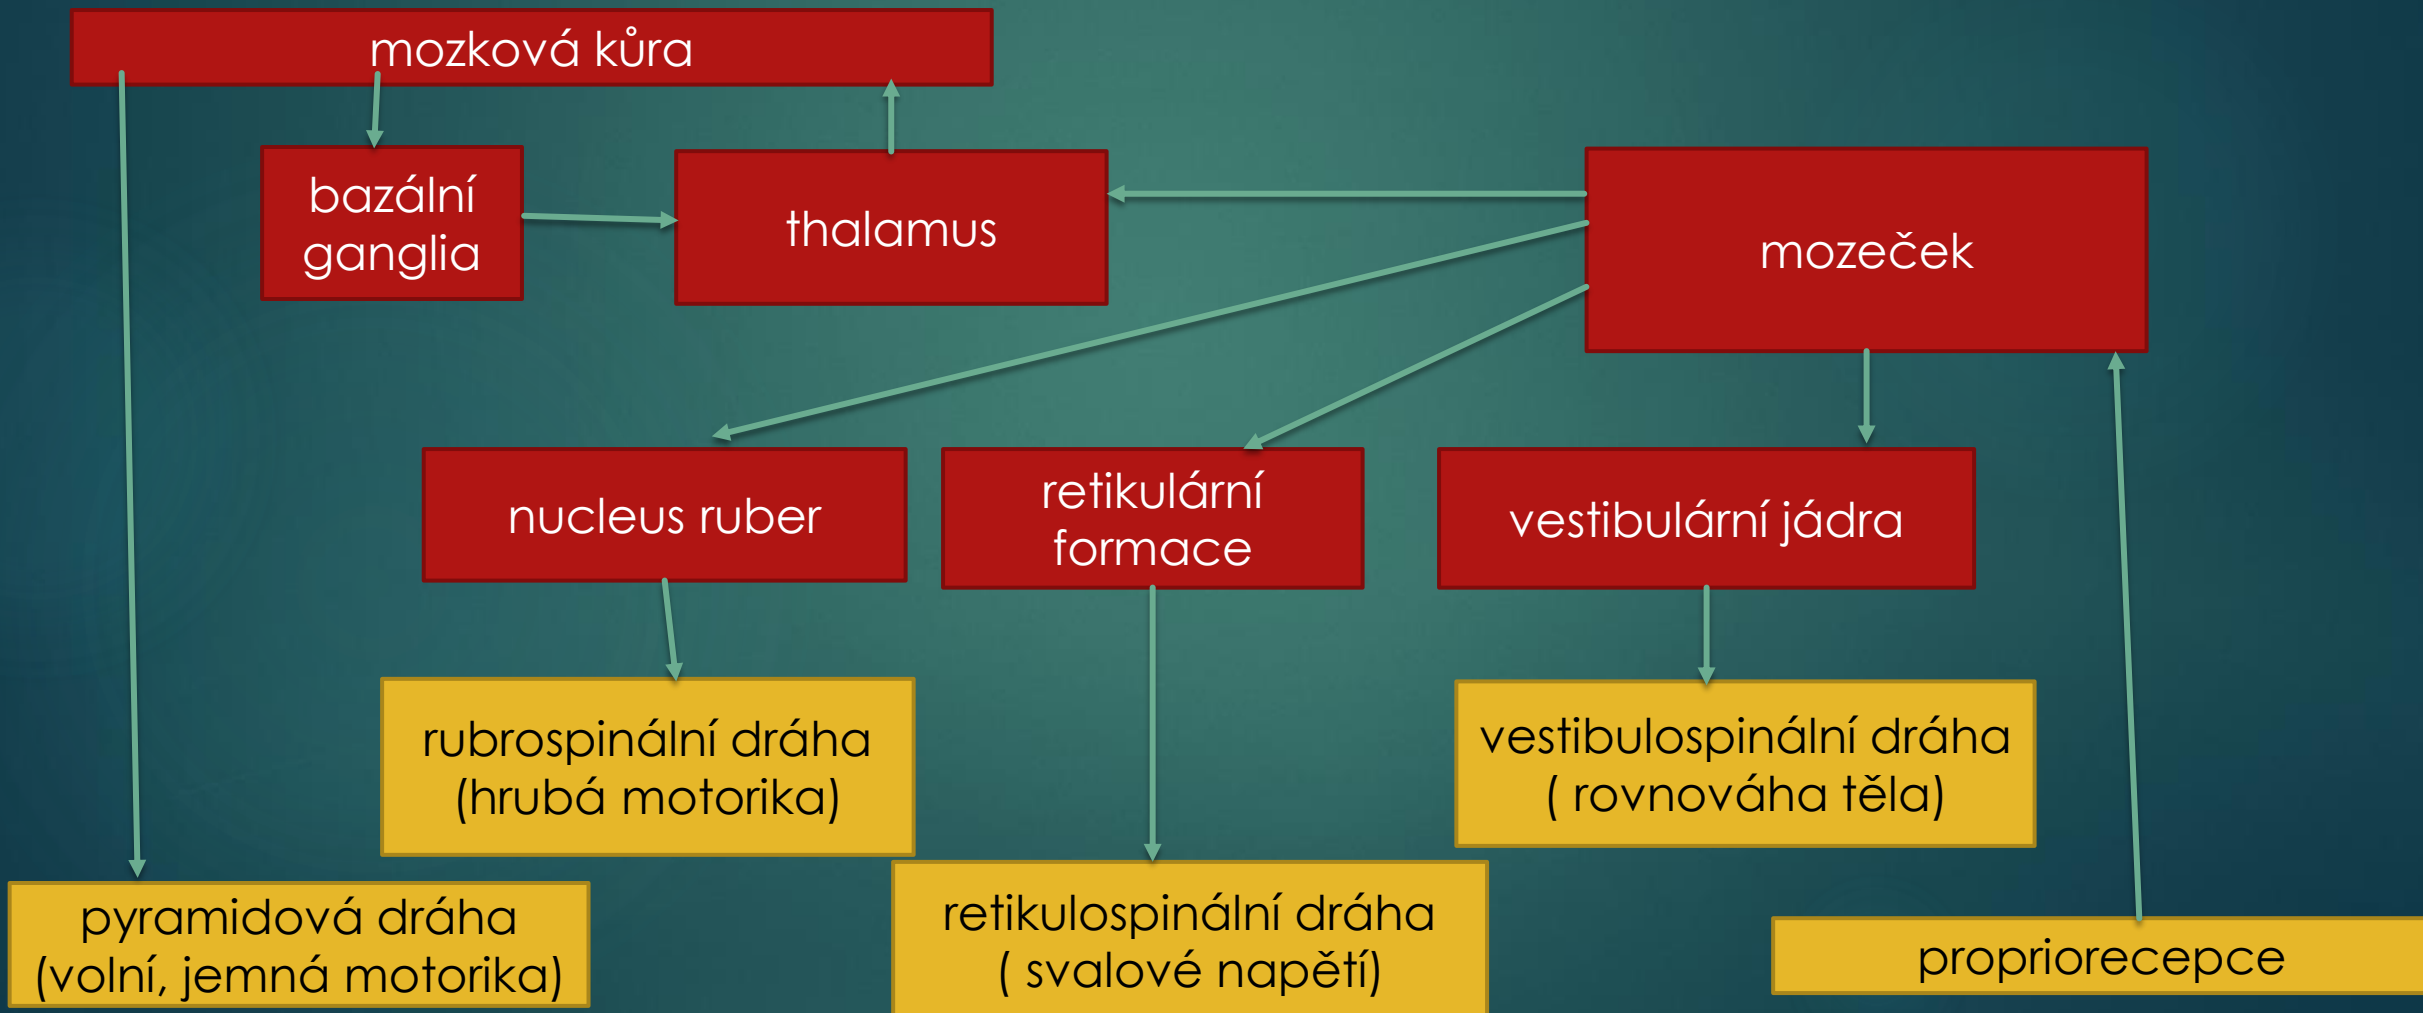 mozková kůra
bazální
ganglia
thalamus
mozeček
nucleus ruber
retikulární
formace
vestibulární jádra
rubrospinální dráha
(hrubá motorika)
vestibulospinální dráha
( rovnováha těla)
pyramidová dráha
(volní, jemná motorika)
retikulospinální dráha
( svalové napětí)
propriorecepce